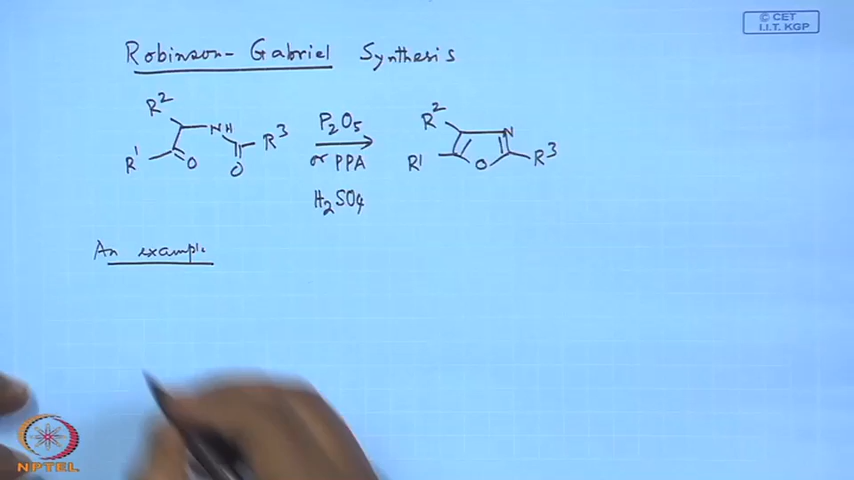 © CET
I.I.T. KGP
Robinson-Gabriel Synthesis
R2 NH R3 R1 O O
P2O5
or PPA
H2SO4
R2 N R1 O R3
An example
NPTEL